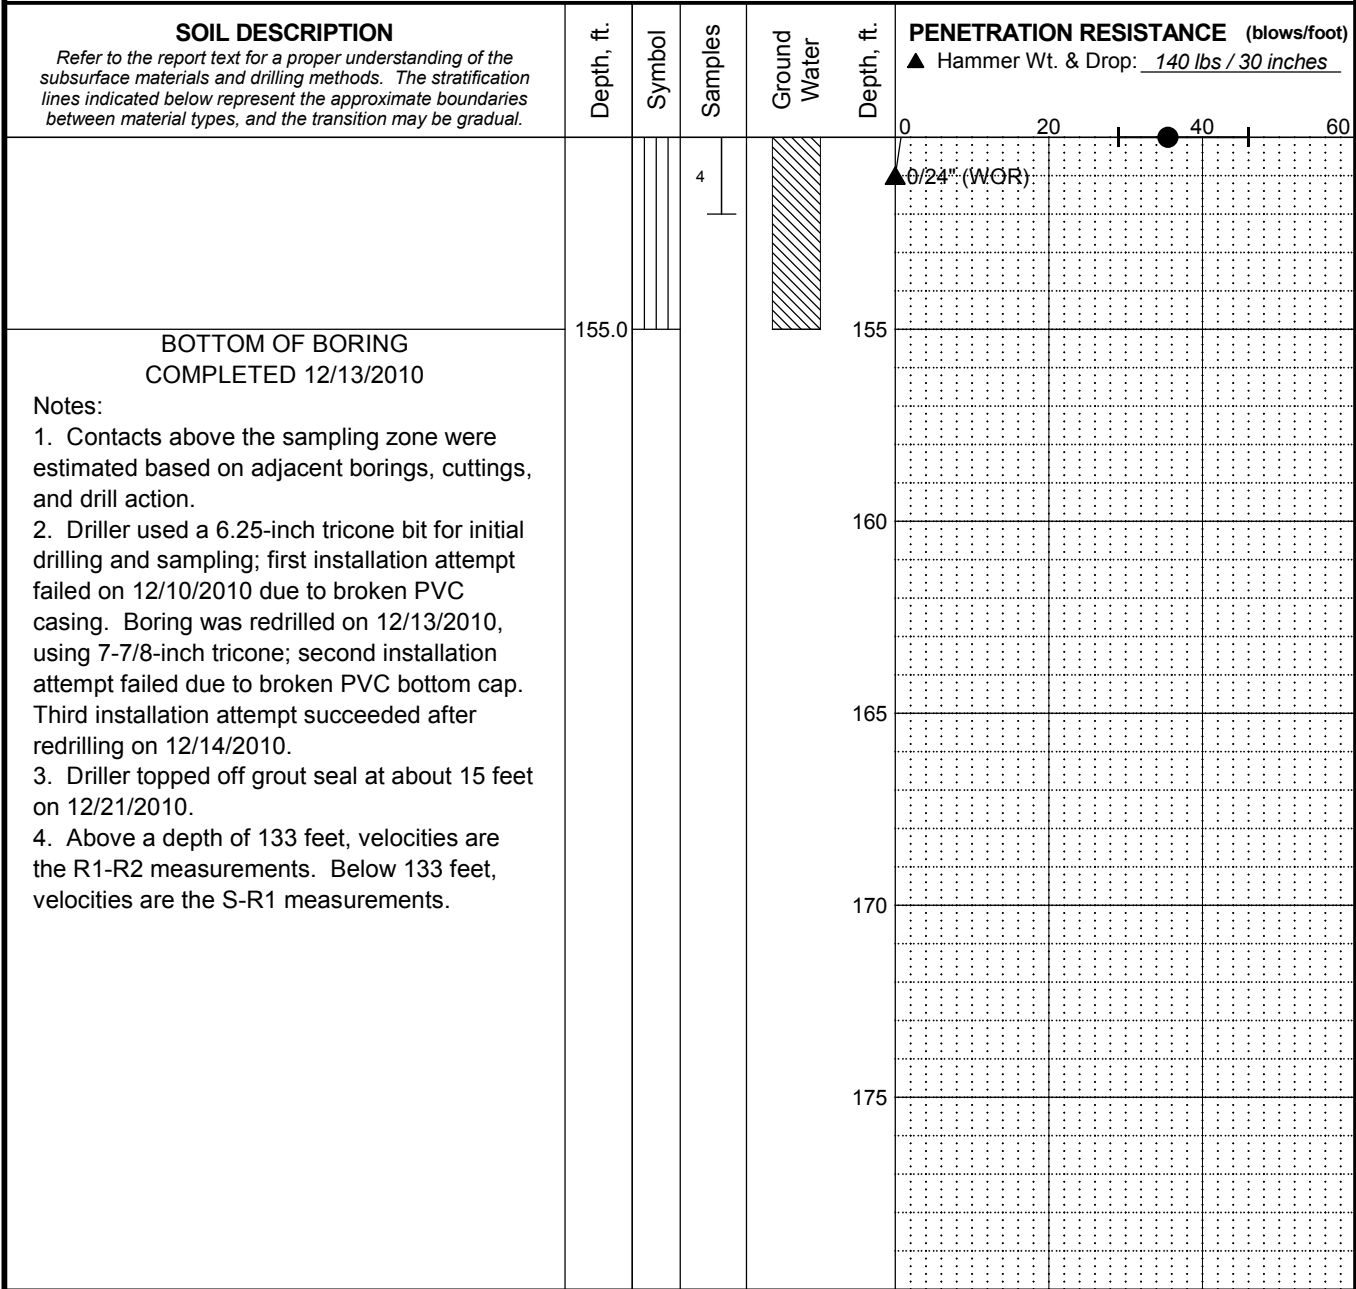 SOIL DESCRIPTION
Refer to the report text for a proper understanding of the
subsurface materials and drilling methods. The stratification
lines indicated below represent the approximate boundaries
between material types, and the transition may be gradual.
Depth, ft.
Symbol
Samples
Ground
Water
Depth, ft.
PENETRATION RESISTANCE (blows/foot)
▲ Hammer Wt. & Drop: 140 lbs / 30 inches
0 20 40 60
4
0/24" (WOR)
155.0
155
BOTTOM OF BORING
COMPLETED 12/13/2010
Notes:
1. Contacts above the sampling zone were
estimated based on adjacent borings, cuttings,
and drill action.
2. Driller used a 6.25-inch tricone bit for initial
drilling and sampling; first installation attempt
failed on 12/10/2010 due to broken PVC
casing. Boring was redrilled on 12/13/2010,
using 7-7/8-inch tricone; second installation
attempt failed due to broken PVC bottom cap.
Third installation attempt succeeded after
redrilling on 12/14/2010.
3. Driller topped off grout seal at about 15 feet
on 12/21/2010.
4. Above a depth of 133 feet, velocities are
the R1-R2 measurements. Below 133 feet,
velocities are the S-R1 measurements.
160
165
170
175